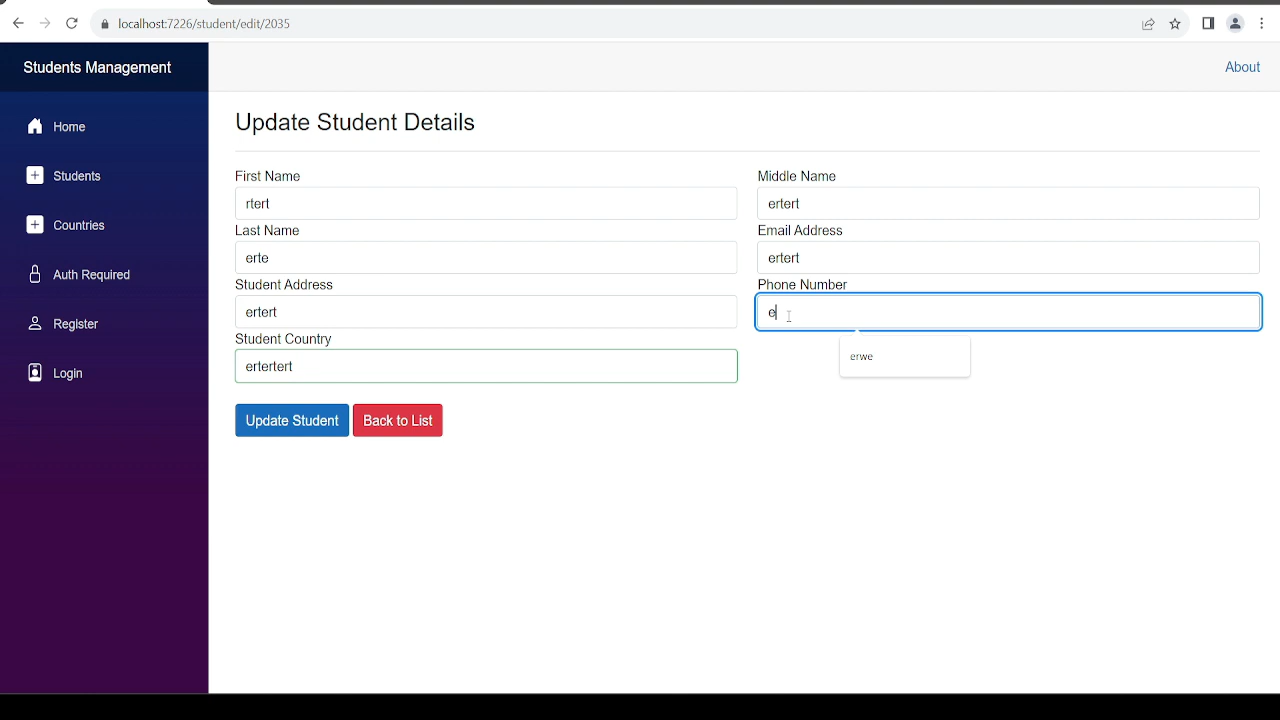 localhost:7226/student/edit/2035
Students Management
About
Home
Students
Countries
Auth Required
Register
Login
Update Student Details
First Name
Middle Name
rtert
ertert
Last Name
Email Address
erte
ertert
Student Address
Phone Number
ertert
e
Student Country
erwe
ertertert
Update Student
Back to List